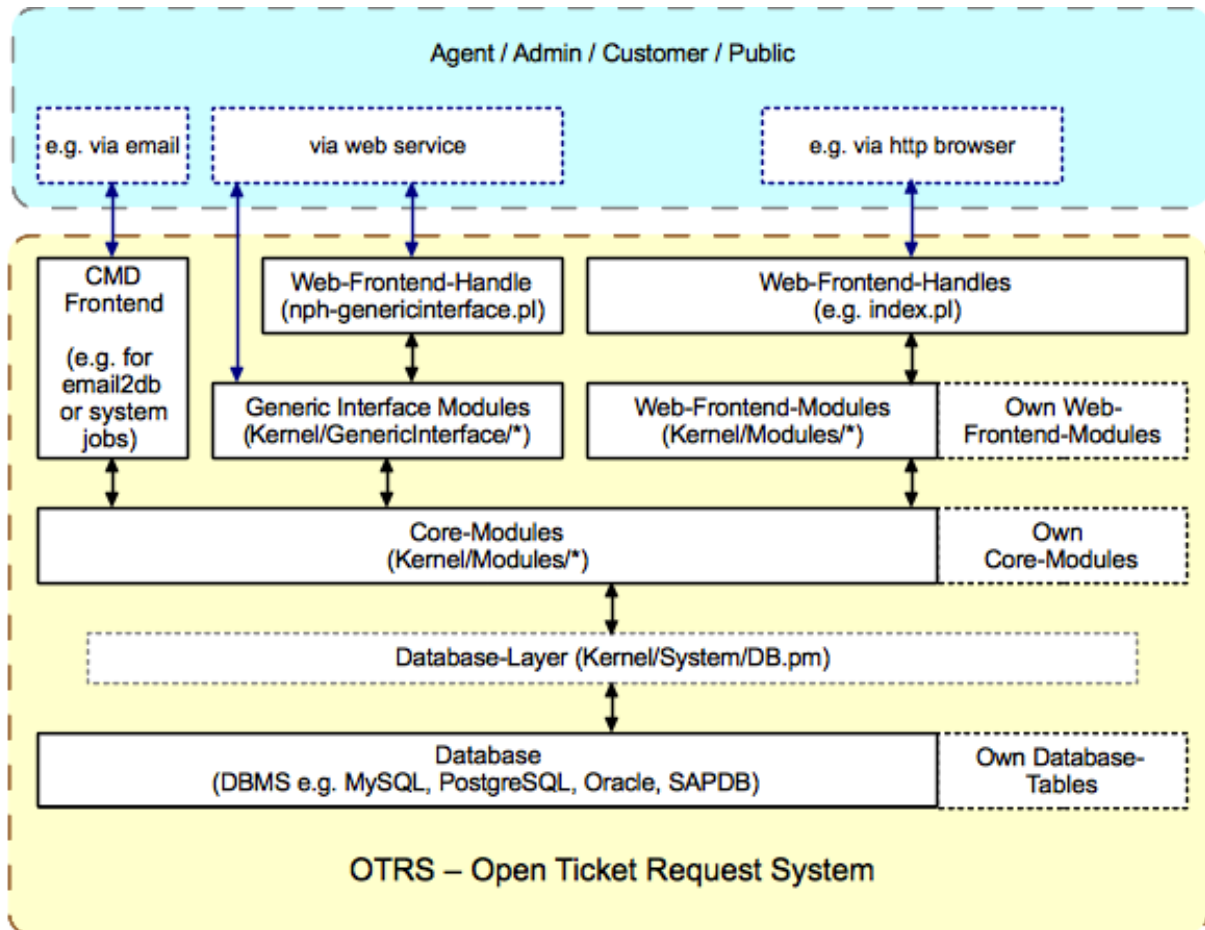 Agent / Admin / Customer / Public
e.g. via email
via web service
e.g. via http browser
CMD
Frontend
(e.g. for
email2db
or system
jobs)
Web-Frontend-Handle
(nph-genericinterface.pl)
Web-Frontend-Handles
(e.g. index.pl)
Generic Interface Modules
(Kernel/GenericInterface/*)
Web-Frontend-Modules
(Kernel/Modules/*)
Own Web-
Frontend-Modules
Core-Modules
(Kernel/Modules/*)
Own
Core-Modules
Database-Layer (Kernel/System/DB.pm)
Database
(DBMS e.g. MySQL, PostgreSQL, Oracle, SAPDB)
Own Database-
Tables
OTRS – Open Ticket Request System